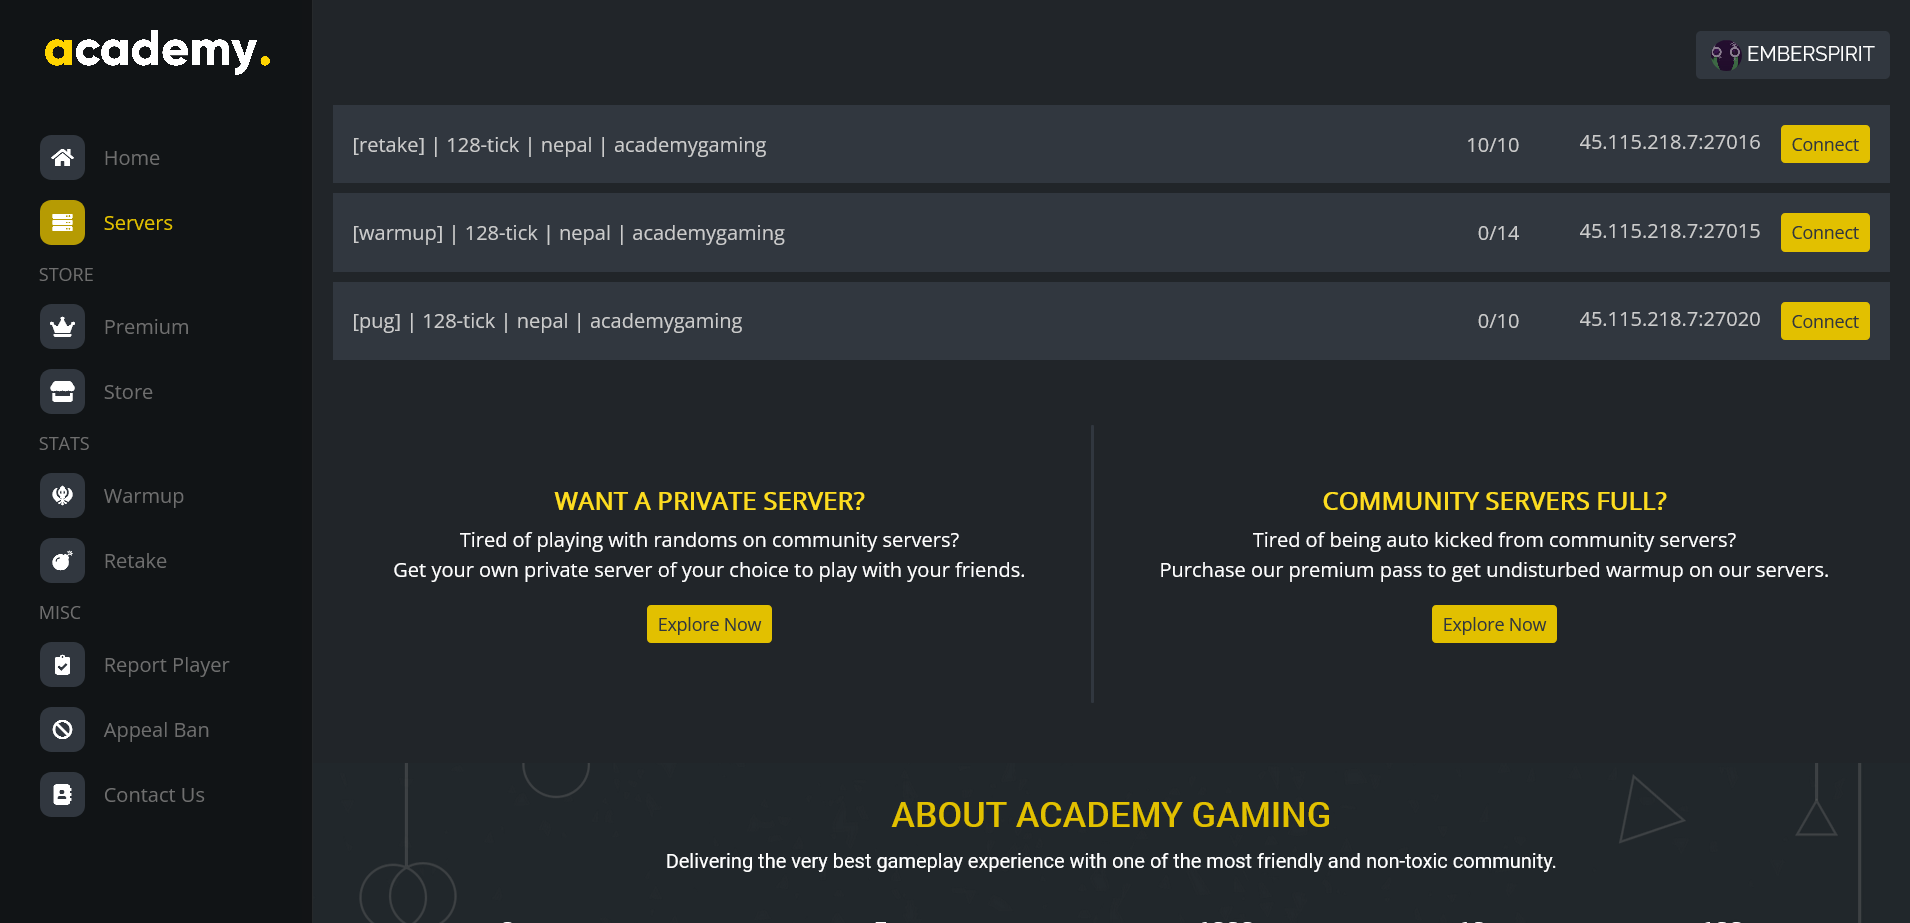 academy.
EMBERSPIRIT
Home
Servers
STORE
Premium
Store
STATS
Warmup
Retake
MISC
Report Player
Appeal Ban
Contact Us
[retake] | 128-tick | nepal | academygaming 10/10 45.115.218.7:27016 Connect
[warmup] | 128-tick | nepal | academygaming 0/14 45.115.218.7:27015 Connect
[pug] | 128-tick | nepal | academygaming 0/10 45.115.218.7:27020 Connect
WANT A PRIVATE SERVER?
Tired of playing with randoms on community servers?
Get your own private server of your choice to play with your friends.
Explore Now
COMMUNITY SERVERS FULL?
Tired of being auto kicked from community servers?
Purchase our premium pass to get undisturbed warmup on our servers.
Explore Now
ABOUT ACADEMY GAMING
Delivering the very best gameplay experience with one of the most friendly and non-toxic community.